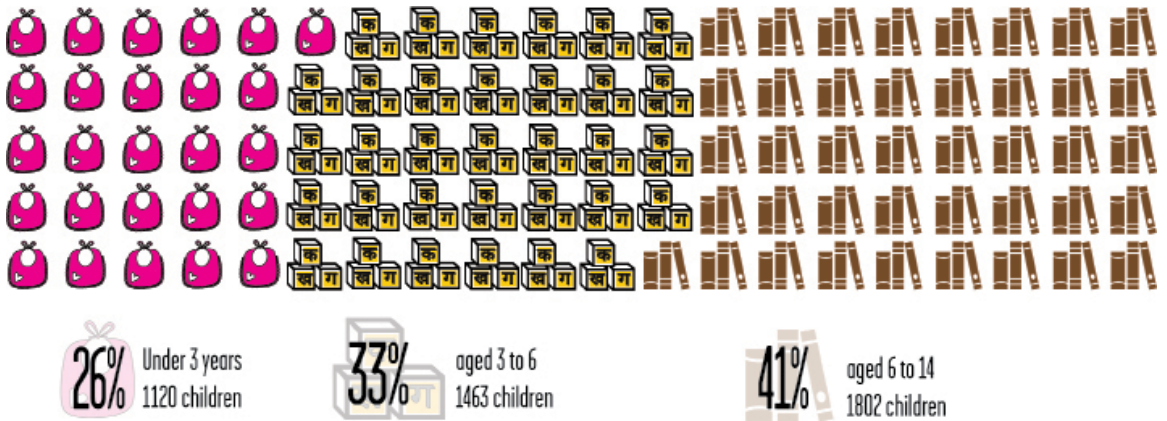 क क क क क क
ख ग ख ग ख ग ख ग ख ग ख ग
क क क क क क क
ख ग ख ग ख ग ख ग ख ग ख ग ख ग
क क क क क क क
ख ग ख ग ख ग ख ग ख ग ख ग ख ग
क क क क क क क
ख ग ख ग ख ग ख ग ख ग ख ग ख ग
क क क क क क
ख ग ख ग ख ग ख ग ख ग ख ग
26%
Under 3 years
1120 children
33%
ग
aged 3 to 6
1463 children
41%
aged 6 to 14
1802 children